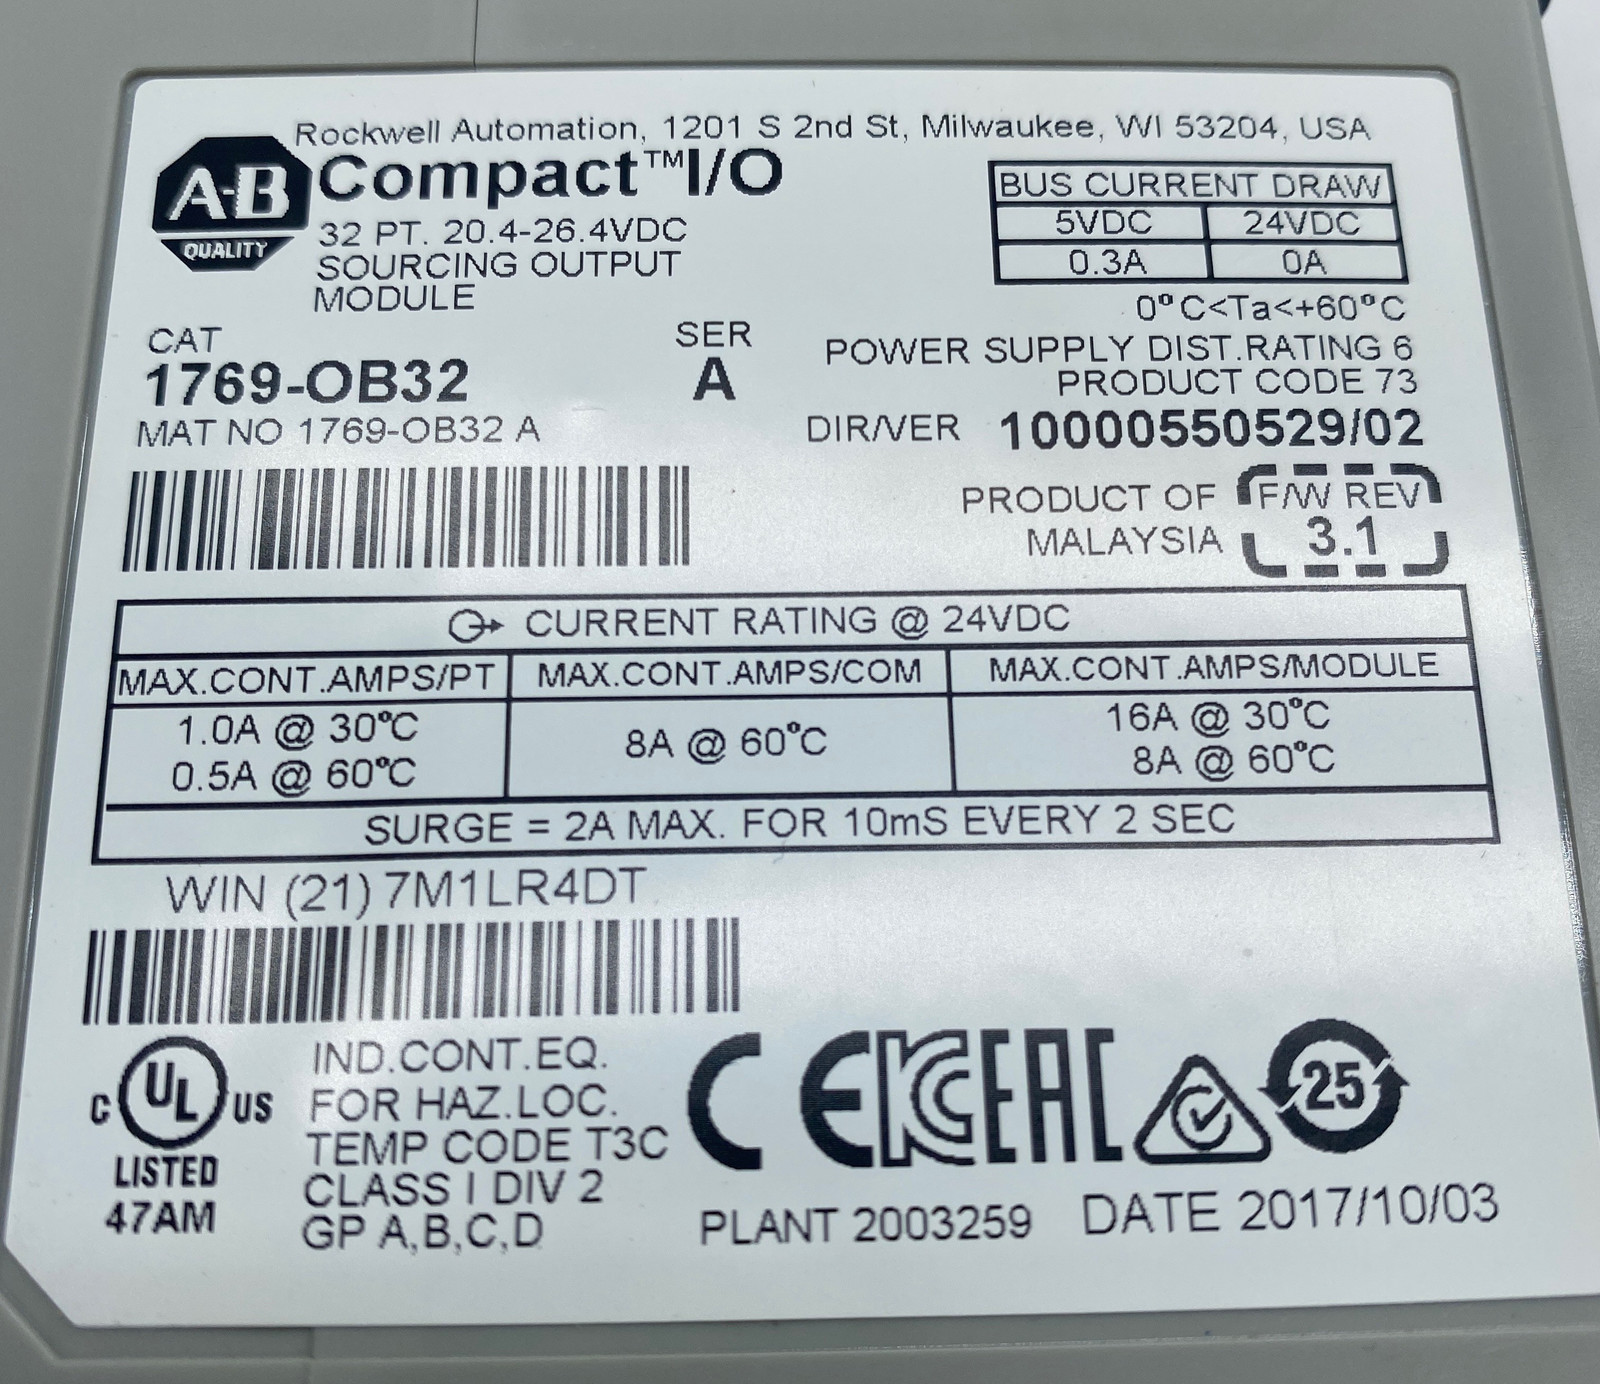 Rockwell Automation, 1201 S 2nd St, Milwaukee, WI 53204, USA
A-B
QUALITY
Compact™I/O
32 PT. 20.4-26.4VDC
SOURCING OUTPUT
MODULE
BUS CURRENT DRAW
5VDC 24VDC
0.3A 0A
0°C<Ta<+60°C
CAT
1769-OB32
SER
A
MAT NO 1769-OB32 A
POWER SUPPLY DIST.RATING 6
PRODUCT CODE 73
DIR/VER 10000550529/02
PRODUCT OF
MALAYSIA
F/W REV
3.1
CURRENT RATING @ 24VDC
MAX.CONT.AMPS/PT MAX.CONT.AMPS/COM MAX.CONT.AMPS/MODULE
1.0A @ 30°C
0.5A @ 60°C
8A @ 60°C
16A @ 30°C
8A @ 60°C
SURGE = 2A MAX. FOR 10mS EVERY 2 SEC
WIN (21) 7M1LR4DT
C UL US
LISTED
47AM
IND.CONT.EQ.
FOR HAZ.LOC.
TEMP CODE T3C
CLASS I DIV 2
GP A,B,C,D
CE
KC
EAC
25
PLANT 2003259
DATE 2017/10/03